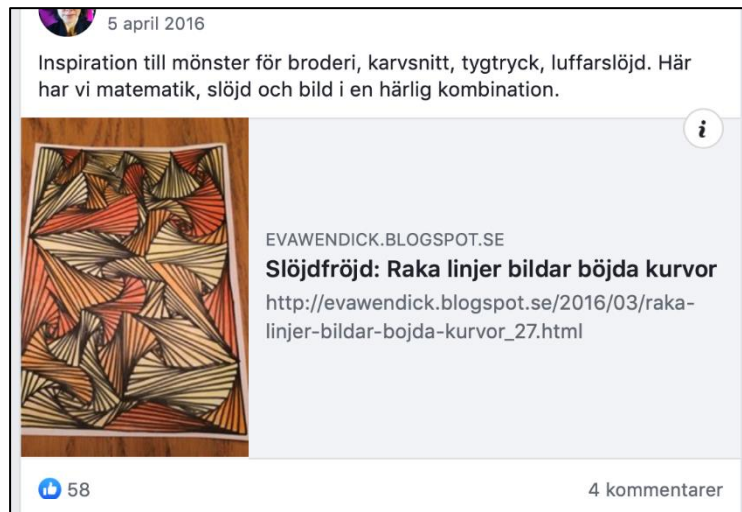 5 april 2016
Inspiration till mönster för broderi, karvsnitt, tygtryck, luffarslöjd. Här
har vi matematik, slöjd och bild i en härlig kombination.
i
EVAWENDICK.BLOGSPOT.SE
Slöjdfröjd: Raka linjer bildar böjda kurvor
http://evawendick.blogspot.se/2016/03/raka-
linjer-bildar-bojda-kurvor_27.html
58
4 kommentarer